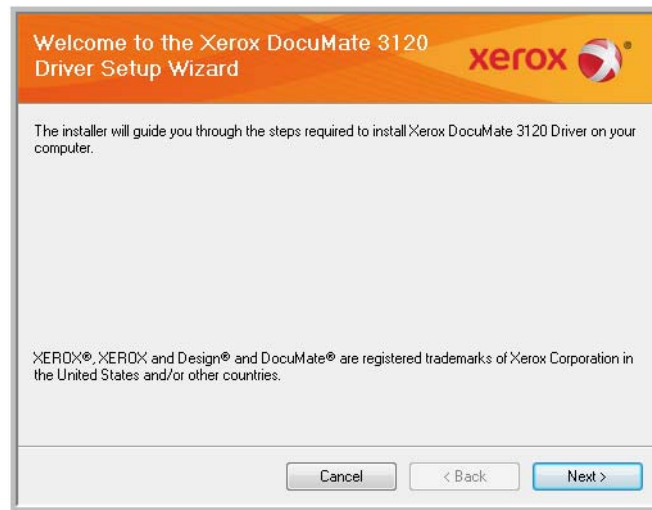 Welcome to the Xerox DocuMate 3120
Driver Setup Wizard
xerox
The installer will guide you through the steps required to install Xerox DocuMate 3120 Driver on your
computer.
XEROX®, XEROX and Design® and DocuMate® are registered trademarks of Xerox Corporation in
the United States and/or other countries.
Cancel
< Back
Next >